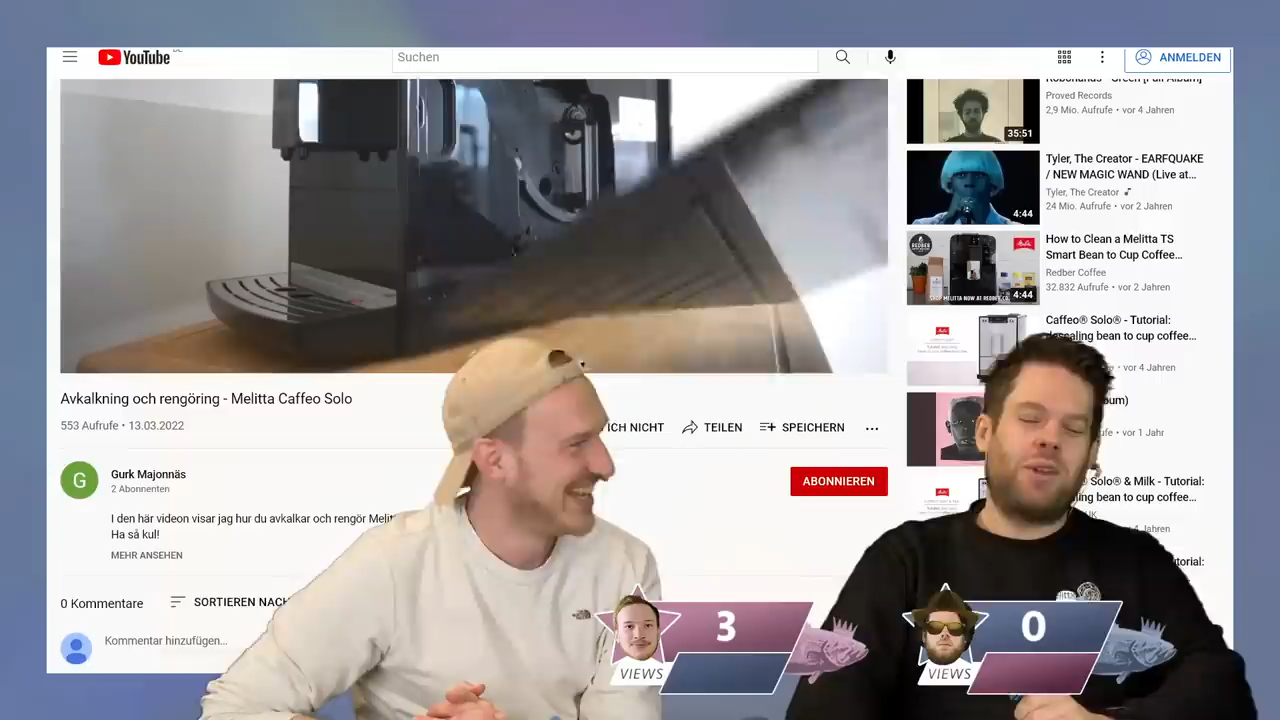 YouTube
Suchen
ANMELDEN
Proved Records
2,9 Mio. Aufrufe • vor 4 Jahren
35:51
Tyler, The Creator - EARFQUAKE
/ NEW MAGIC WAND (Live at…
Tyler, The Creator
24 Mio. Aufrufe • vor 2 Jahren
4:44
How to Clean a Melitta TS
Smart Bean to Cup Coffee…
Redber Coffee
32.832 Aufrufe • vor 2 Jahren
4:44
Caffeo® Solo® - Tutorial:
descaling bean to cup coffee…
vor 4 Jahren
vor 1 Jahr
Solo® & Milk - Tutorial:
bean to cup coffee…
Jahren
Avkalkning och rengöring - Melitta Caffeo Solo
553 Aufrufe • 13.03.2022
ICH NICHT
TEILEN
SPEICHERN
G
Gurk Majonnäs
2 Abonnenten
ABONNIEREN
I den här videon visar jag hur du avkalkar och rengör
Ha så kul!
MEHR ANSEHEN
0 Kommentare
SORTIEREN
Kommentar hinzufügen…
3
VIEWS
0
VIEWS